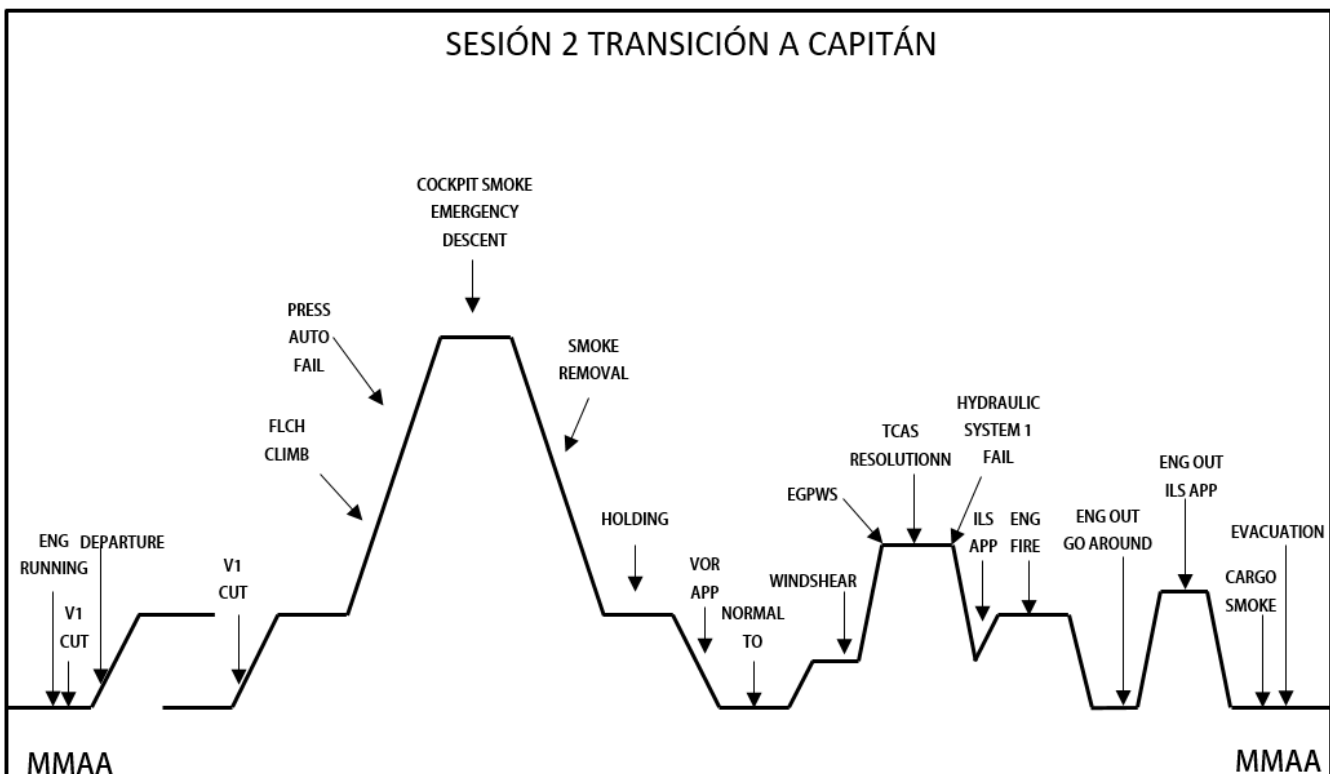 SESIÓN 2 TRANSICIÓN A CAPITÁN
COCKPIT SMOKE
EMERGENCY
DESCENT
PRESS
AUTO
FAIL
FLCH
CLIMB
SMOKE
REMOVAL
ENG
RUNNING
V1
CUT
DEPARTURE
V1
CUT
HOLDING
VOR
APP
NORMAL
TO
WINDSHEAR
EGPWS
TCAS
RESOLUTIONN
HYDRAULIC
SYSTEM 1
FAIL
ILS
APP
ENG
FIRE
ENG OUT
GO AROUND
ENG OUT
ILS APP
CARGO
SMOKE
EVACUATION
MMAA
MMAA